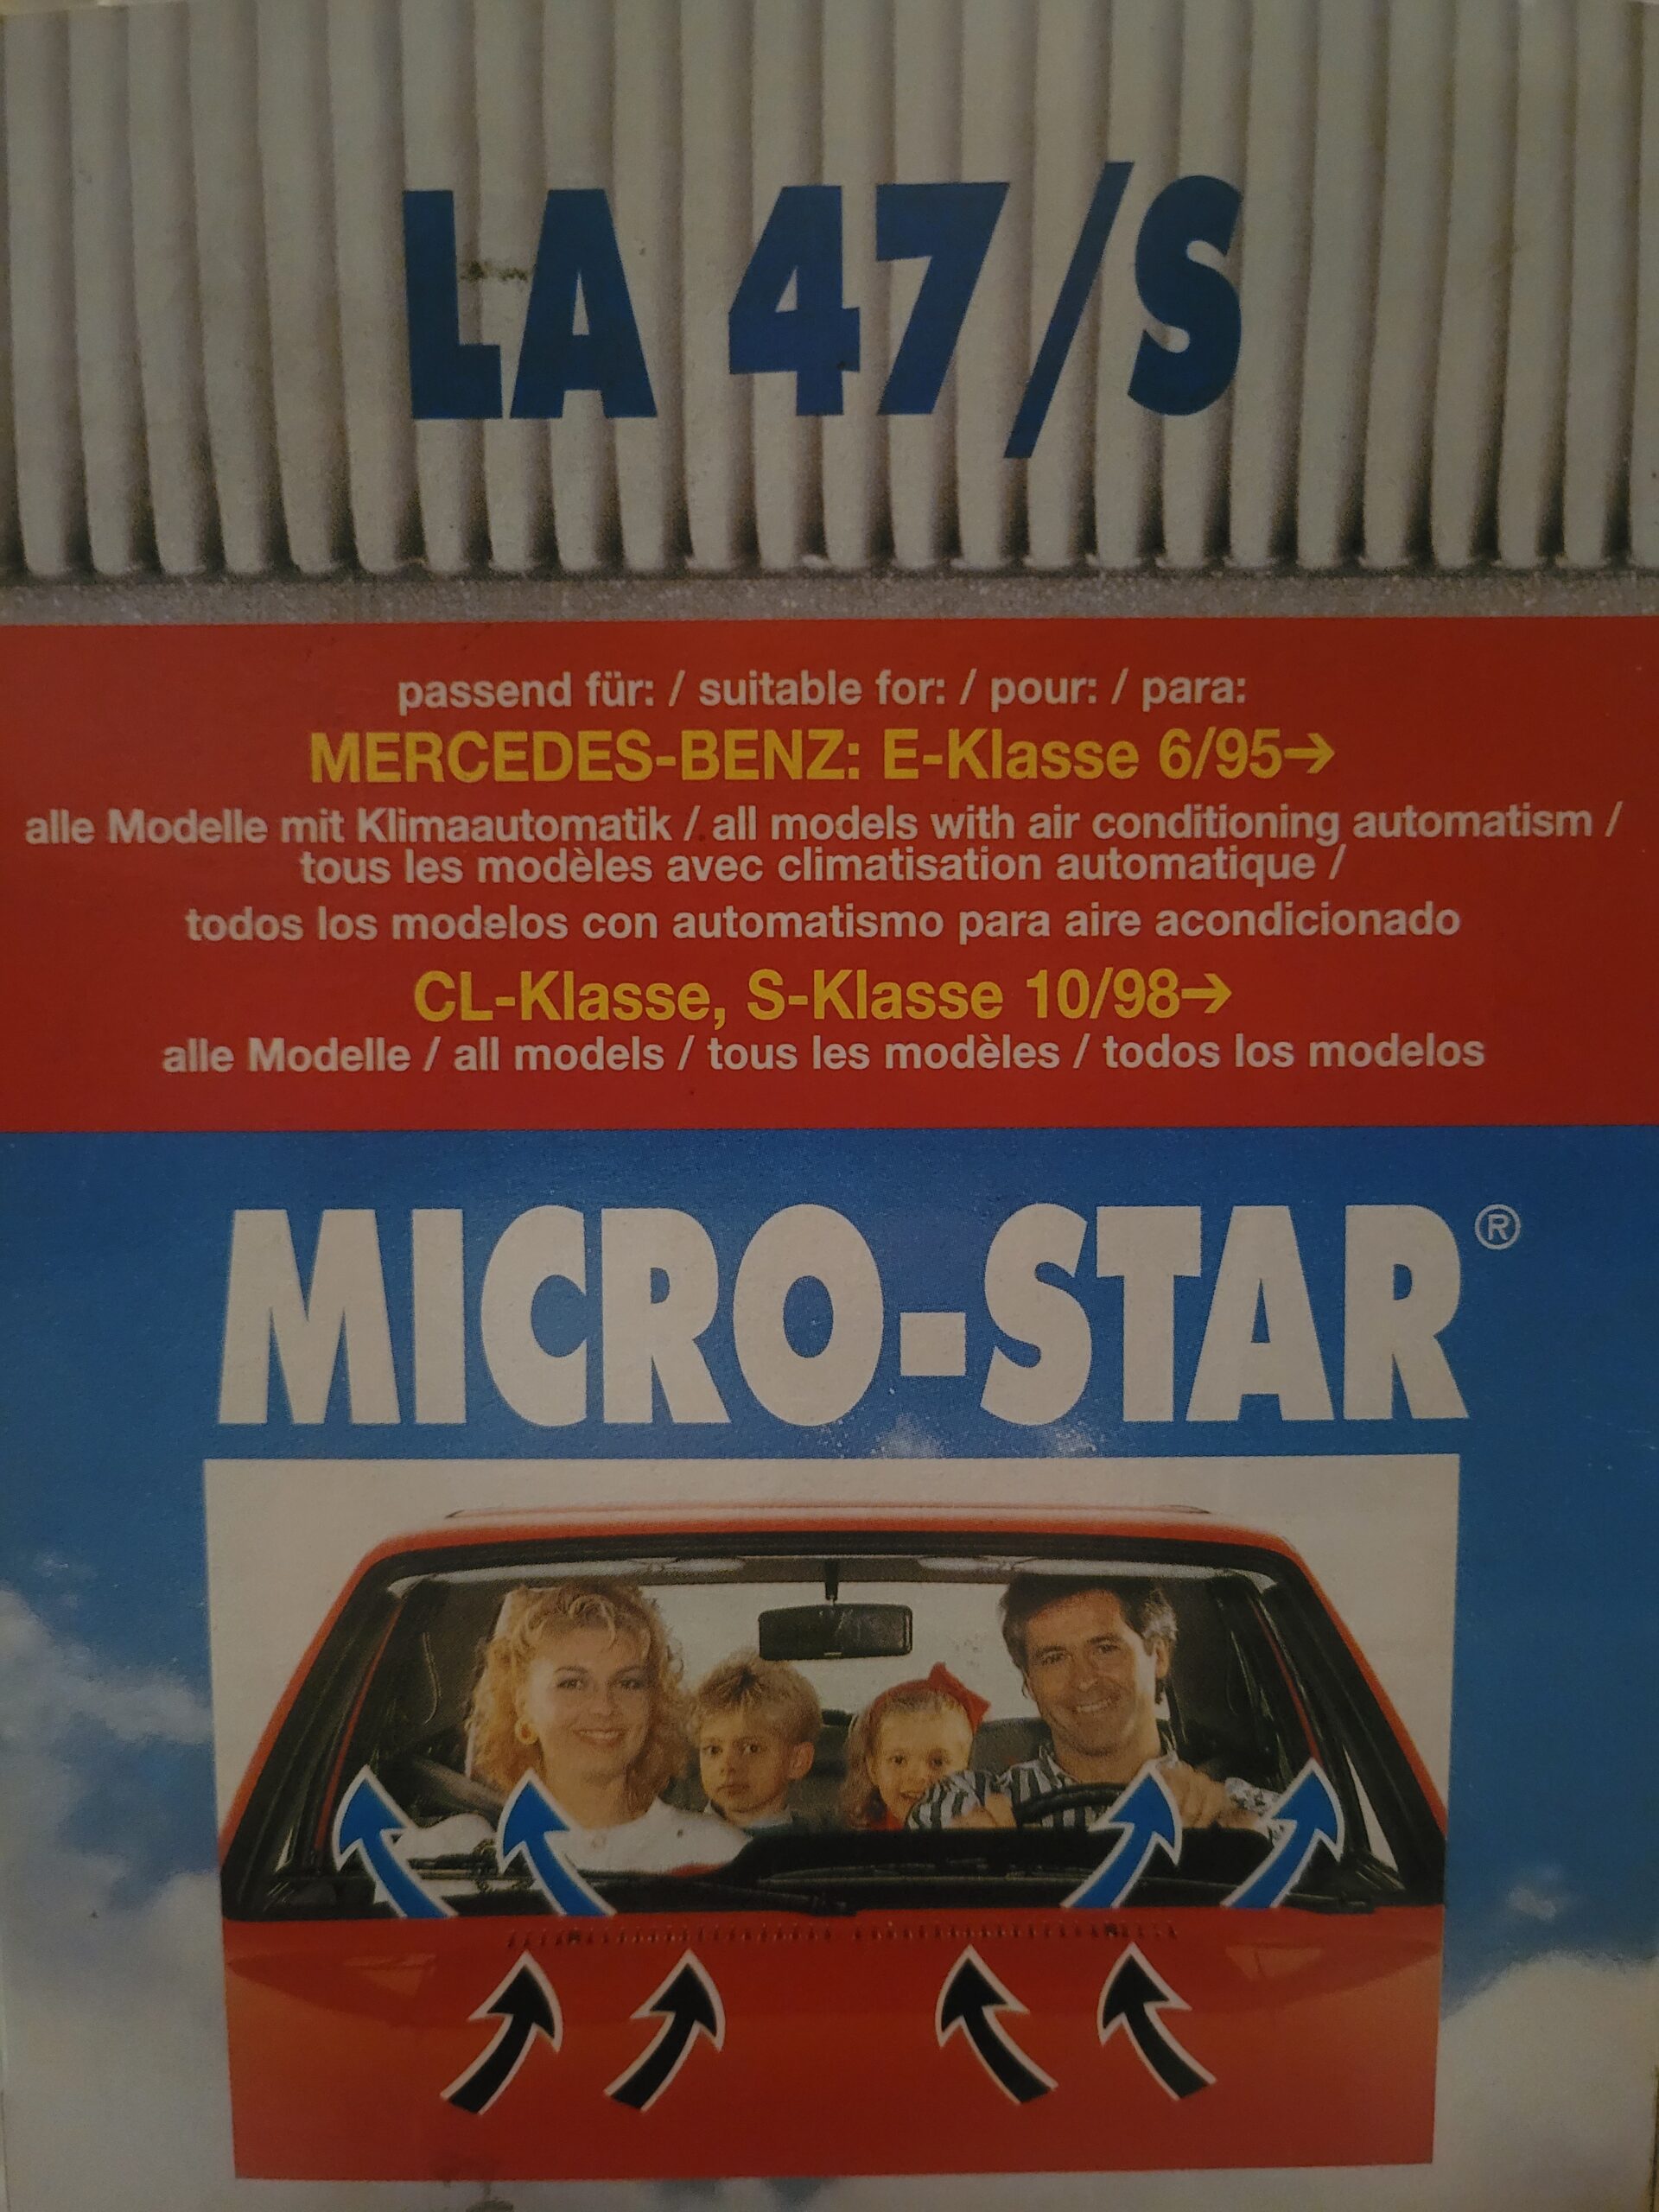 LA 47/S
passend für: / suitable for: / pour: / para:
MERCEDES-BENZ: E-Klasse 6/95➔
alle Modelle mit Klimaautomatik / all models with air conditioning automatism /
tous les modèles avec climatisation automatique /
todos los modelos con automatismo para aire acondicionado
CL-Klasse, S-Klasse 10/98➔
alle Modelle / all models / tous les modèles / todos los modelos
MICRO-STAR®